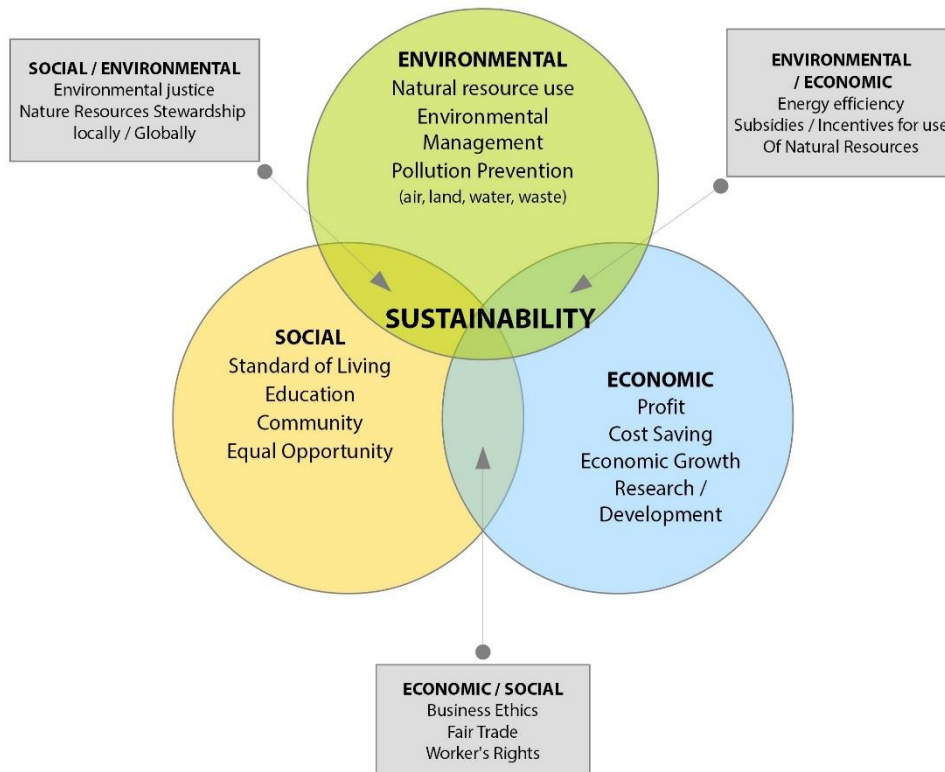 SOCIAL / ENVIRONMENTAL
Environmental justice
Nature Resources Stewardship
locally / Globally
ENVIRONMENTAL
Natural resource use
Environmental
Management
Pollution Prevention
(air, land, water, waste)
ENVIRONMENTAL
/ ECONOMIC
Energy efficiency
Subsidies / Incentives for use
Of Natural Resources
SUSTAINABILITY
SOCIAL
Standard of Living
Education
Community
Equal Opportunity
ECONOMIC
Profit
Cost Saving
Economic Growth
Research /
Development
ECONOMIC / SOCIAL
Business Ethics
Fair Trade
Worker's Rights